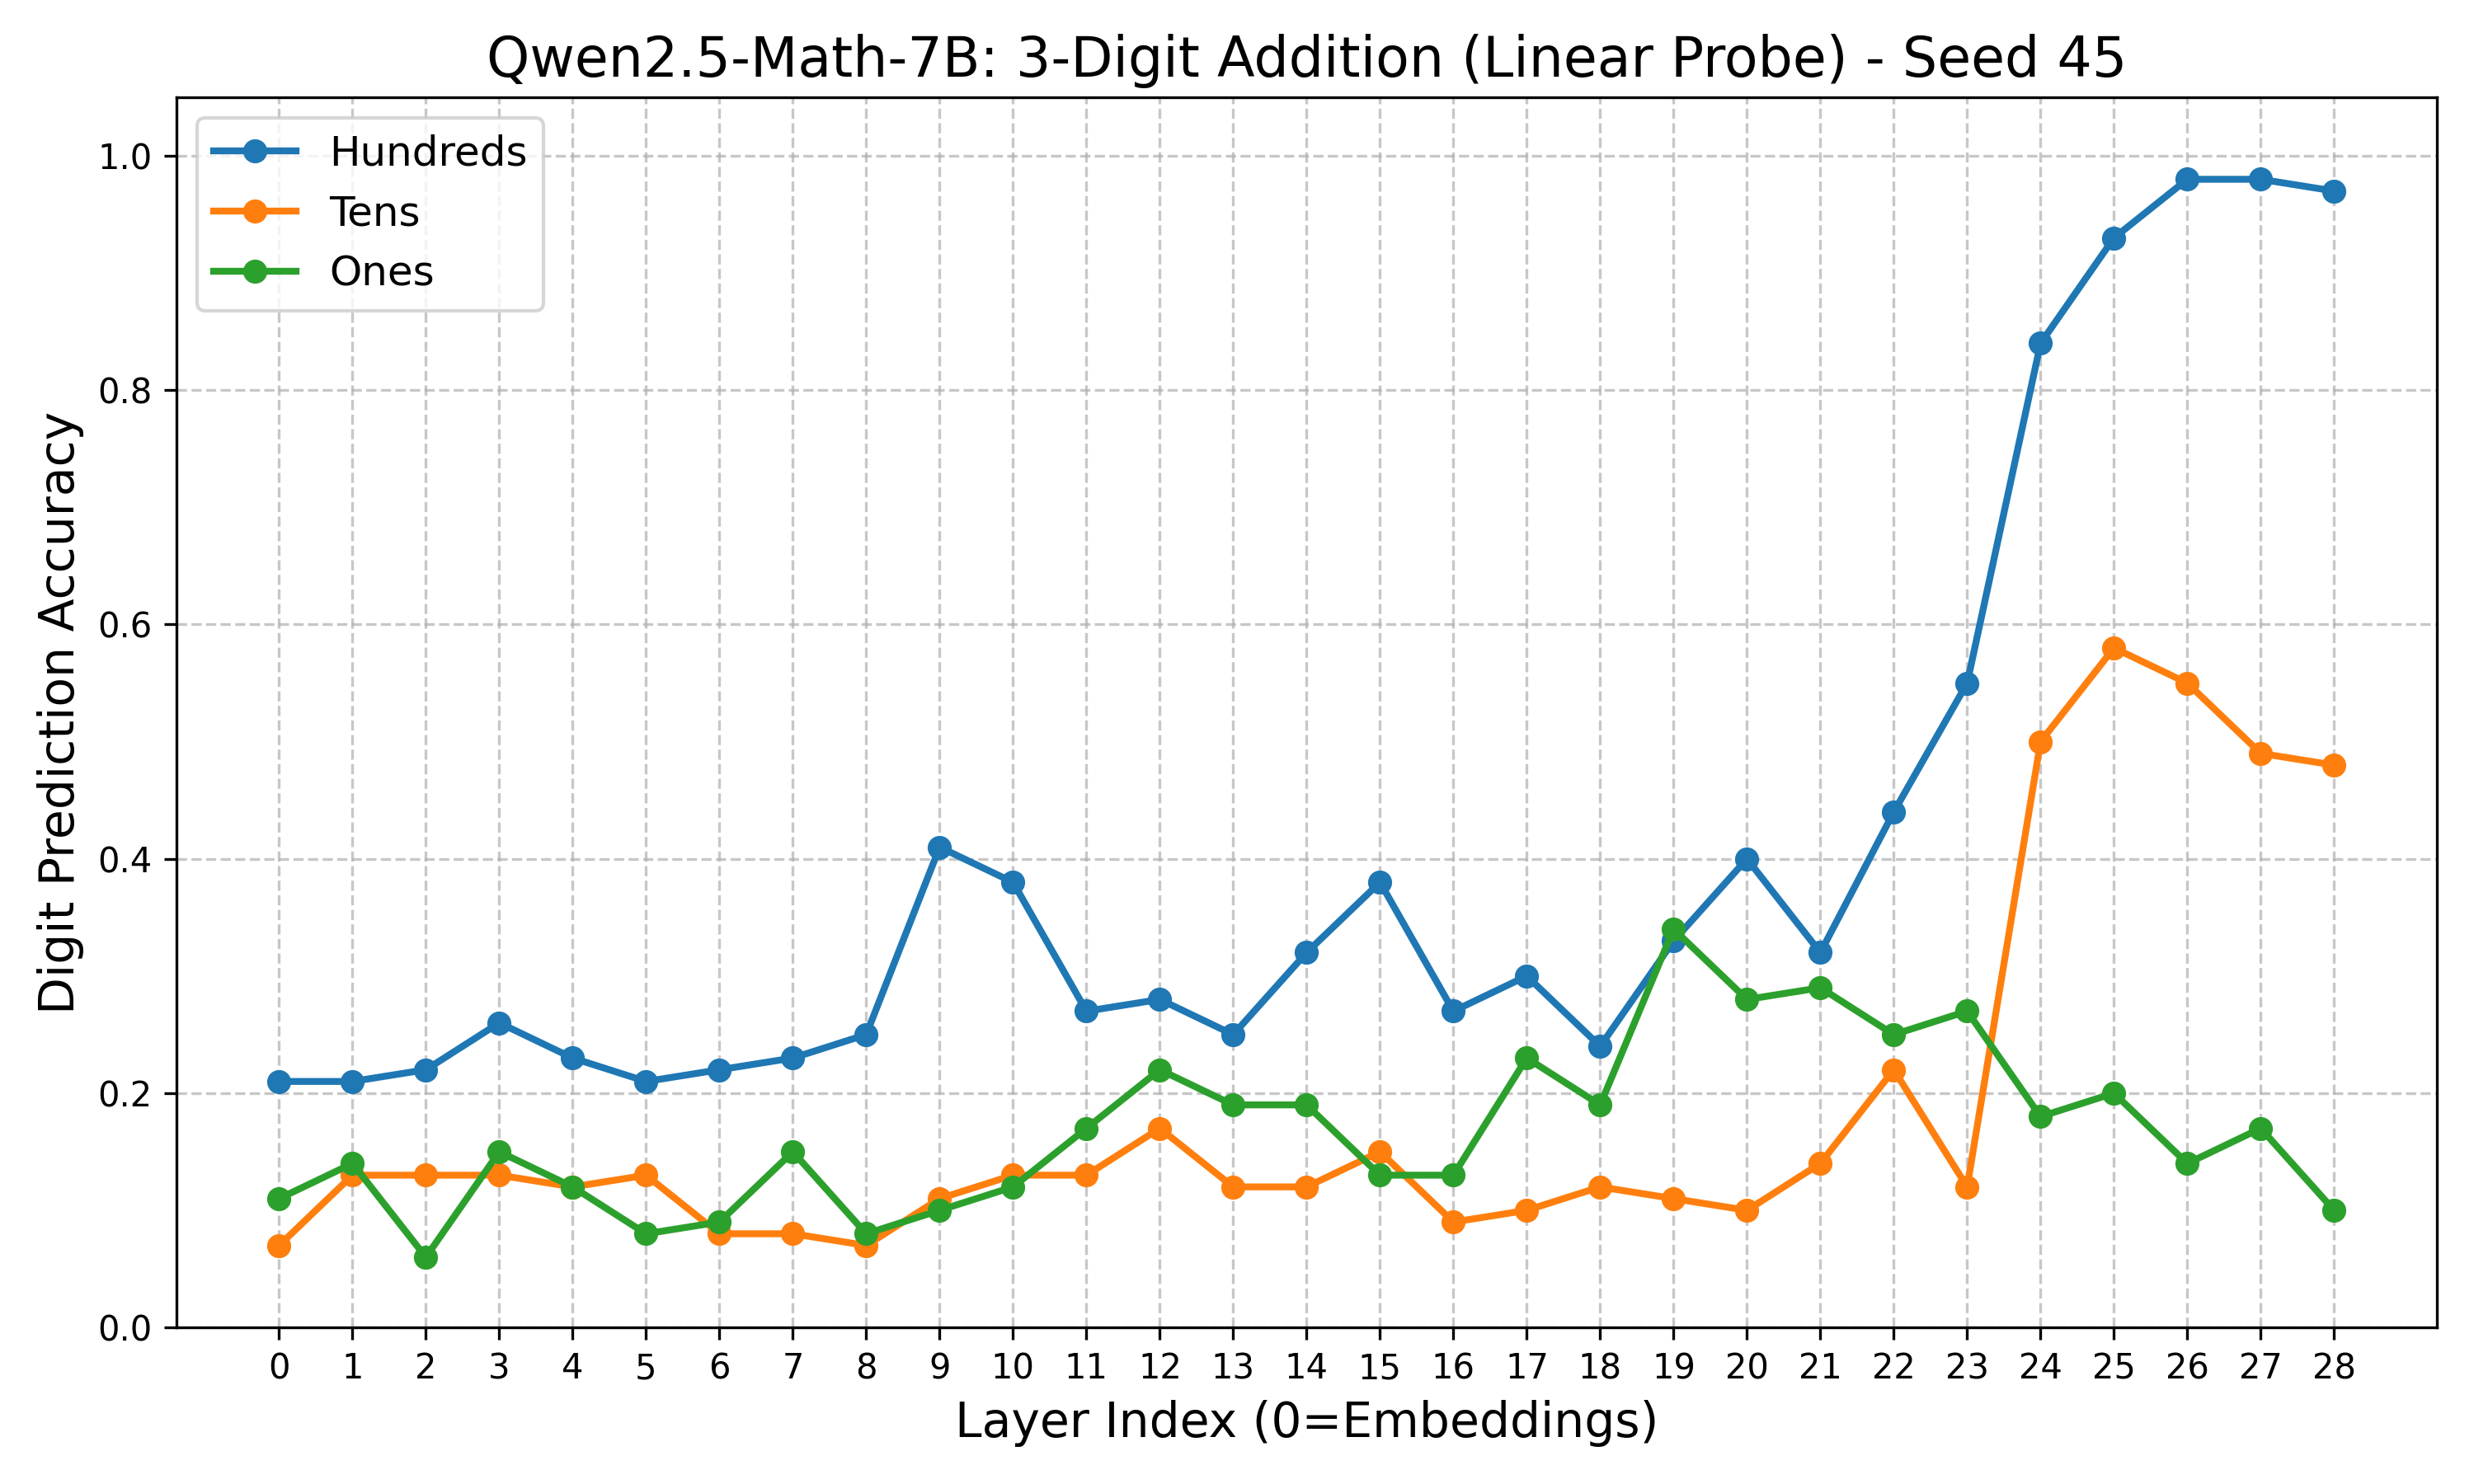 Qwen2.5-Math-7B: 3-Digit Addition (Linear Probe) - Seed 45
Hundreds
Tens
Ones
Digit Prediction Accuracy
1.0
0.8
0.6
0.4
0.2
0.0
0 1 2 3 4 5 6 7 8 9 10 11 12 13 14 15 16 17 18 19 20 21 22 23 24 25 26 27 28
Layer Index (0=Embeddings)